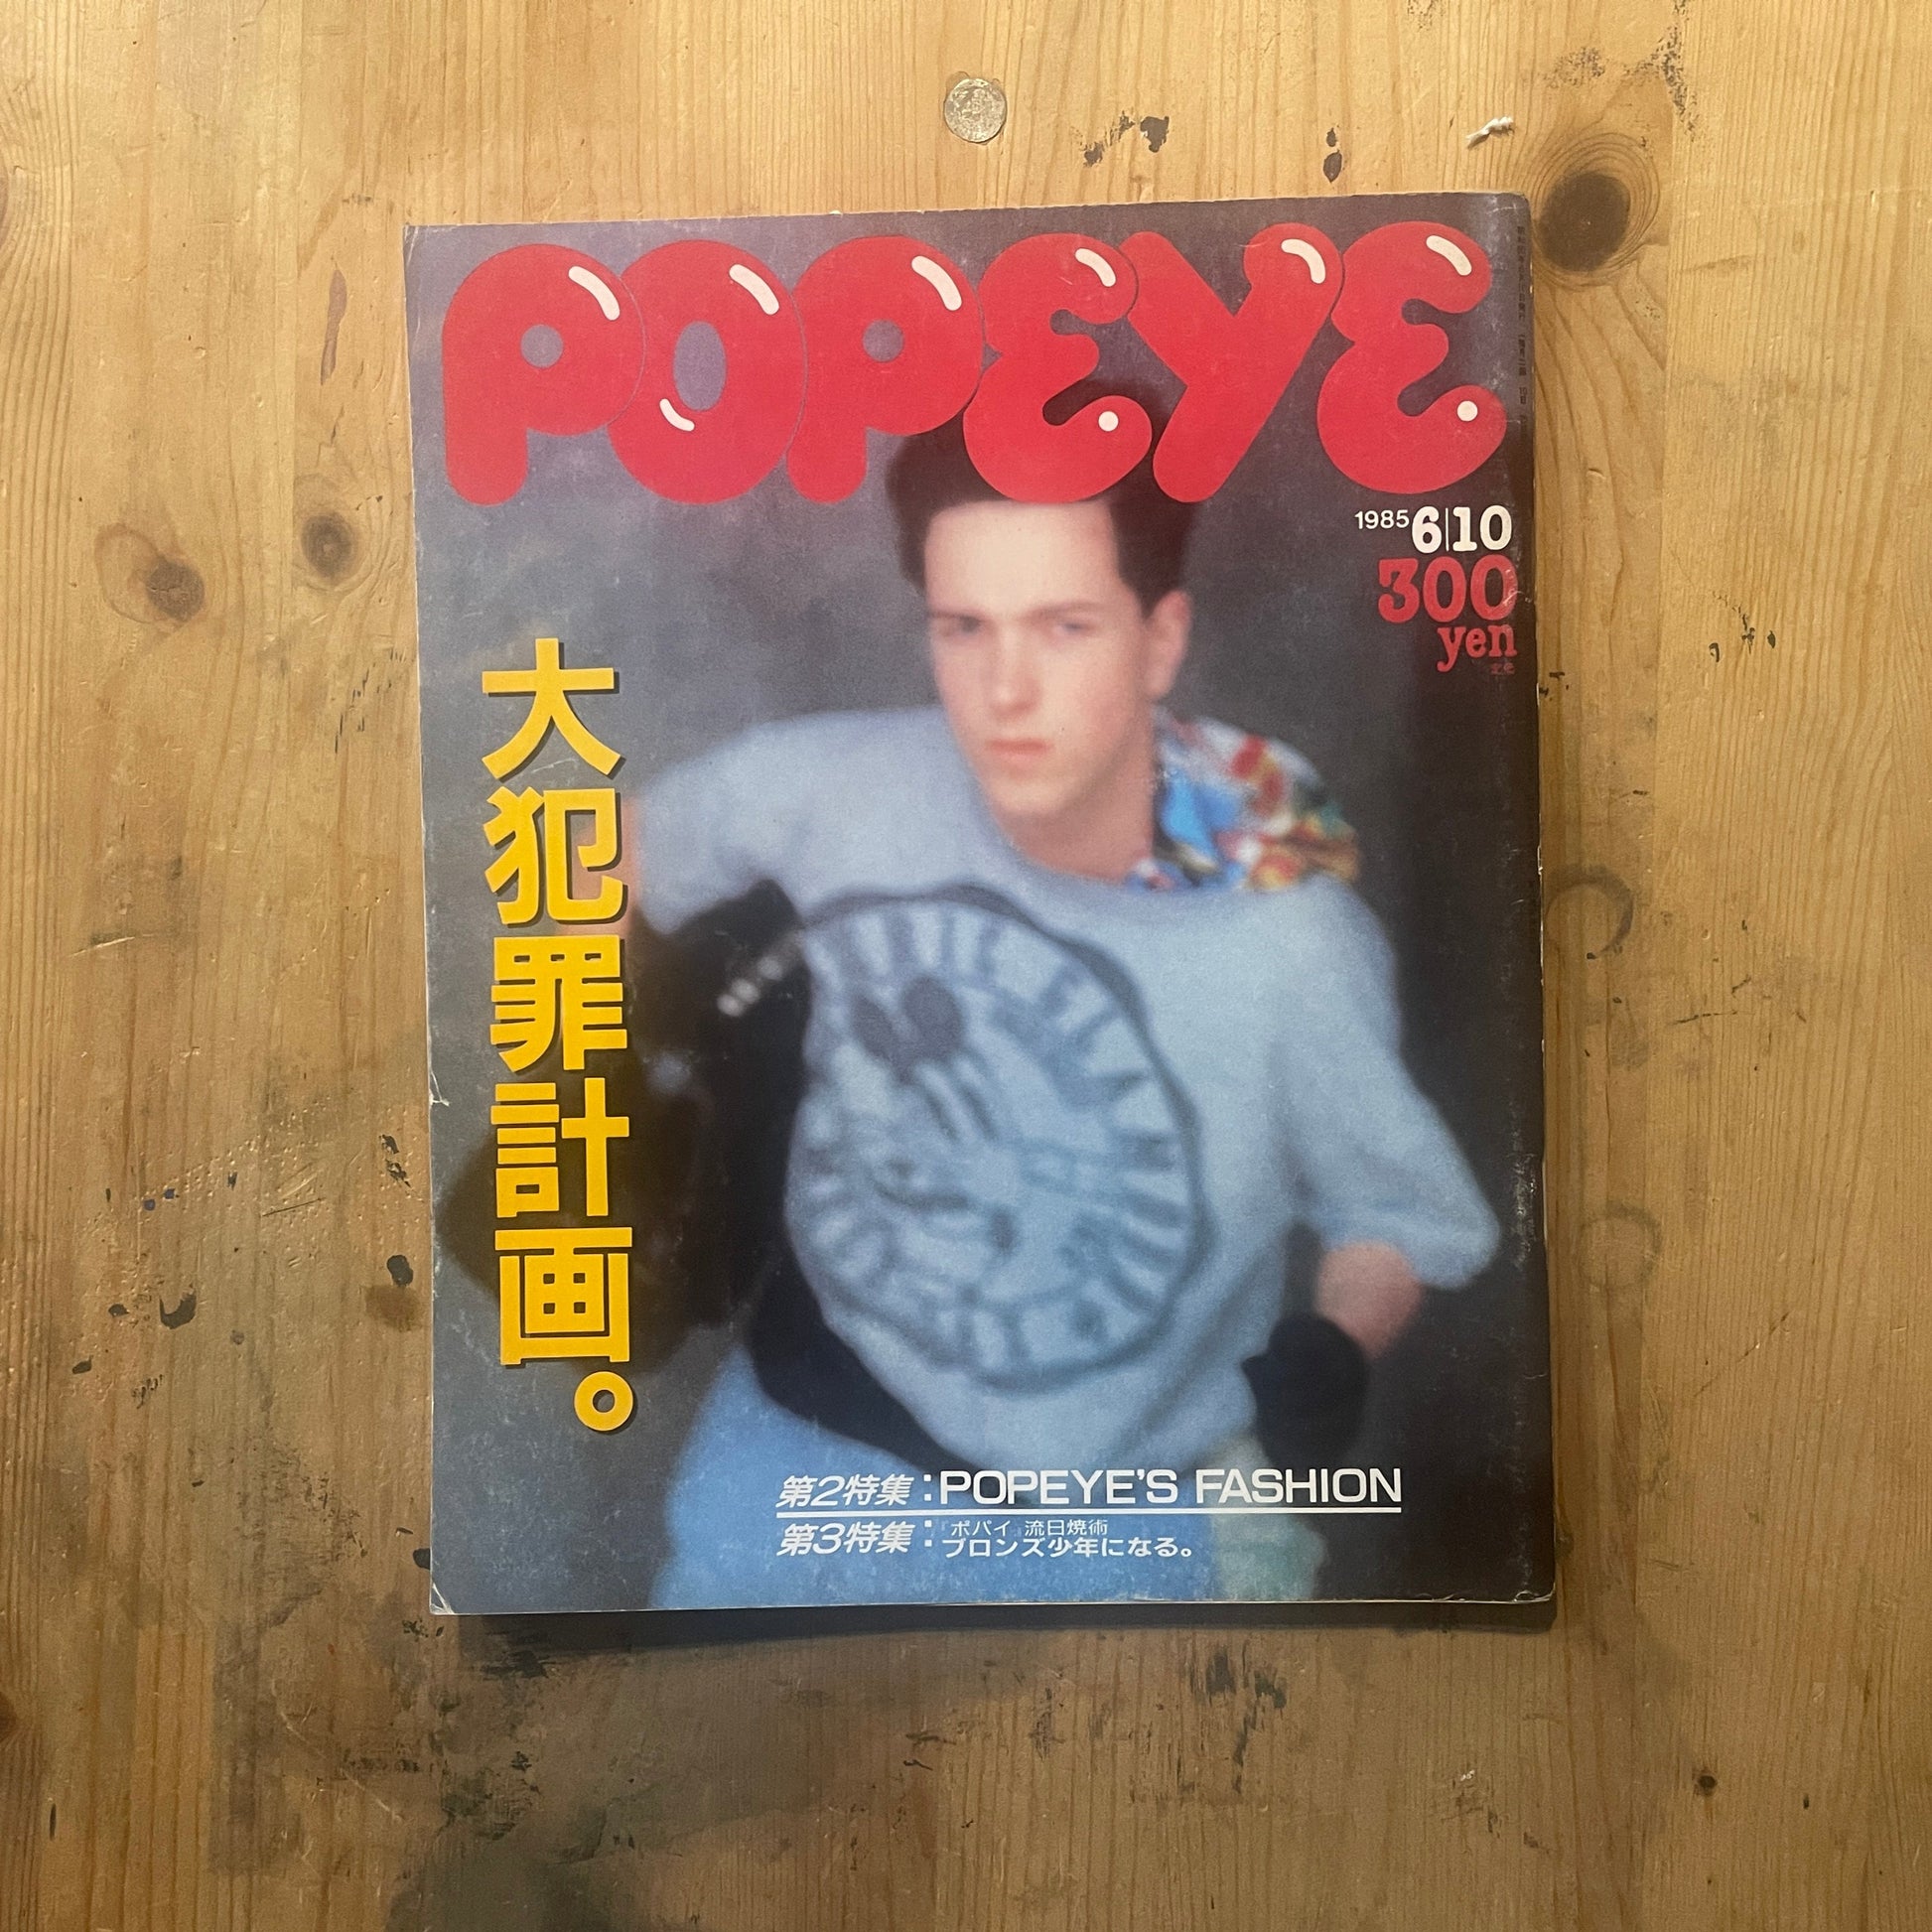 POPEYE
1985 6|10
300
yen
大犯罪計画。
第2特集:POPEYE'S FASHION
第3特集:『ポパイ』流日焼術
ブロンズ少年になる。